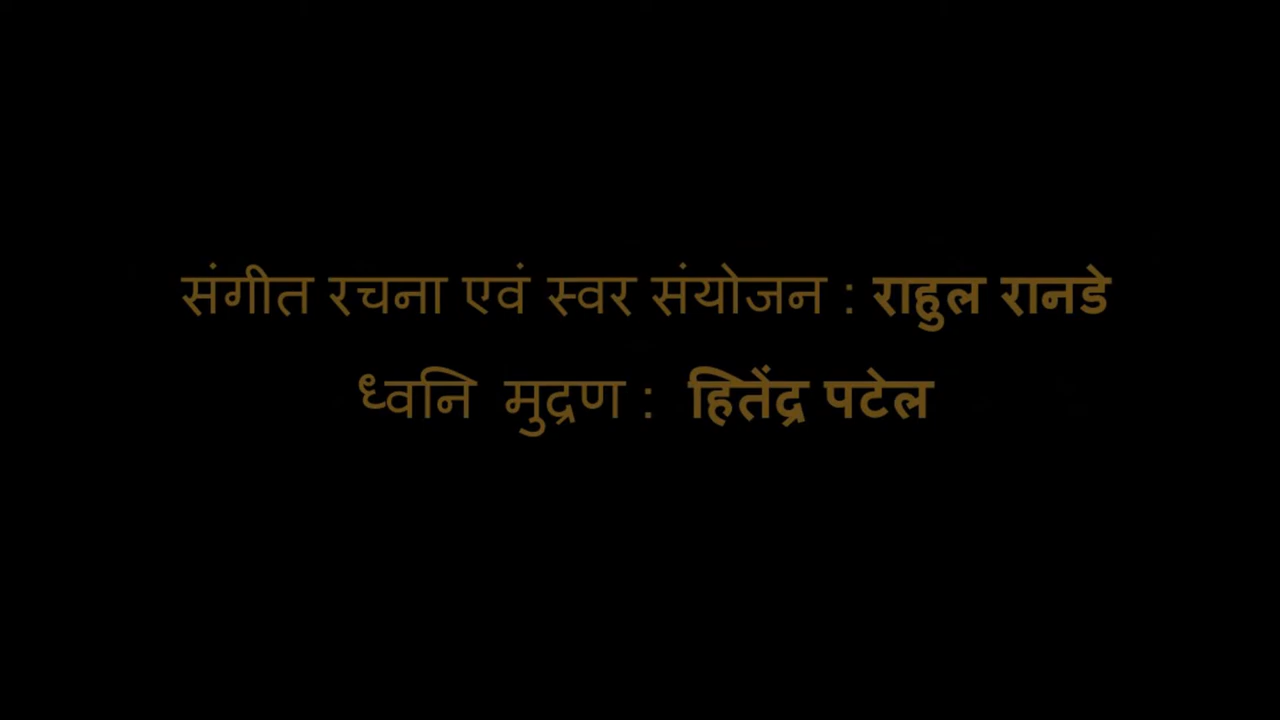 संगीत रचना एवं स्वर संयोजन : राहुल रानडे
ध्वनि मुद्रण : हितेंद्र पटेल